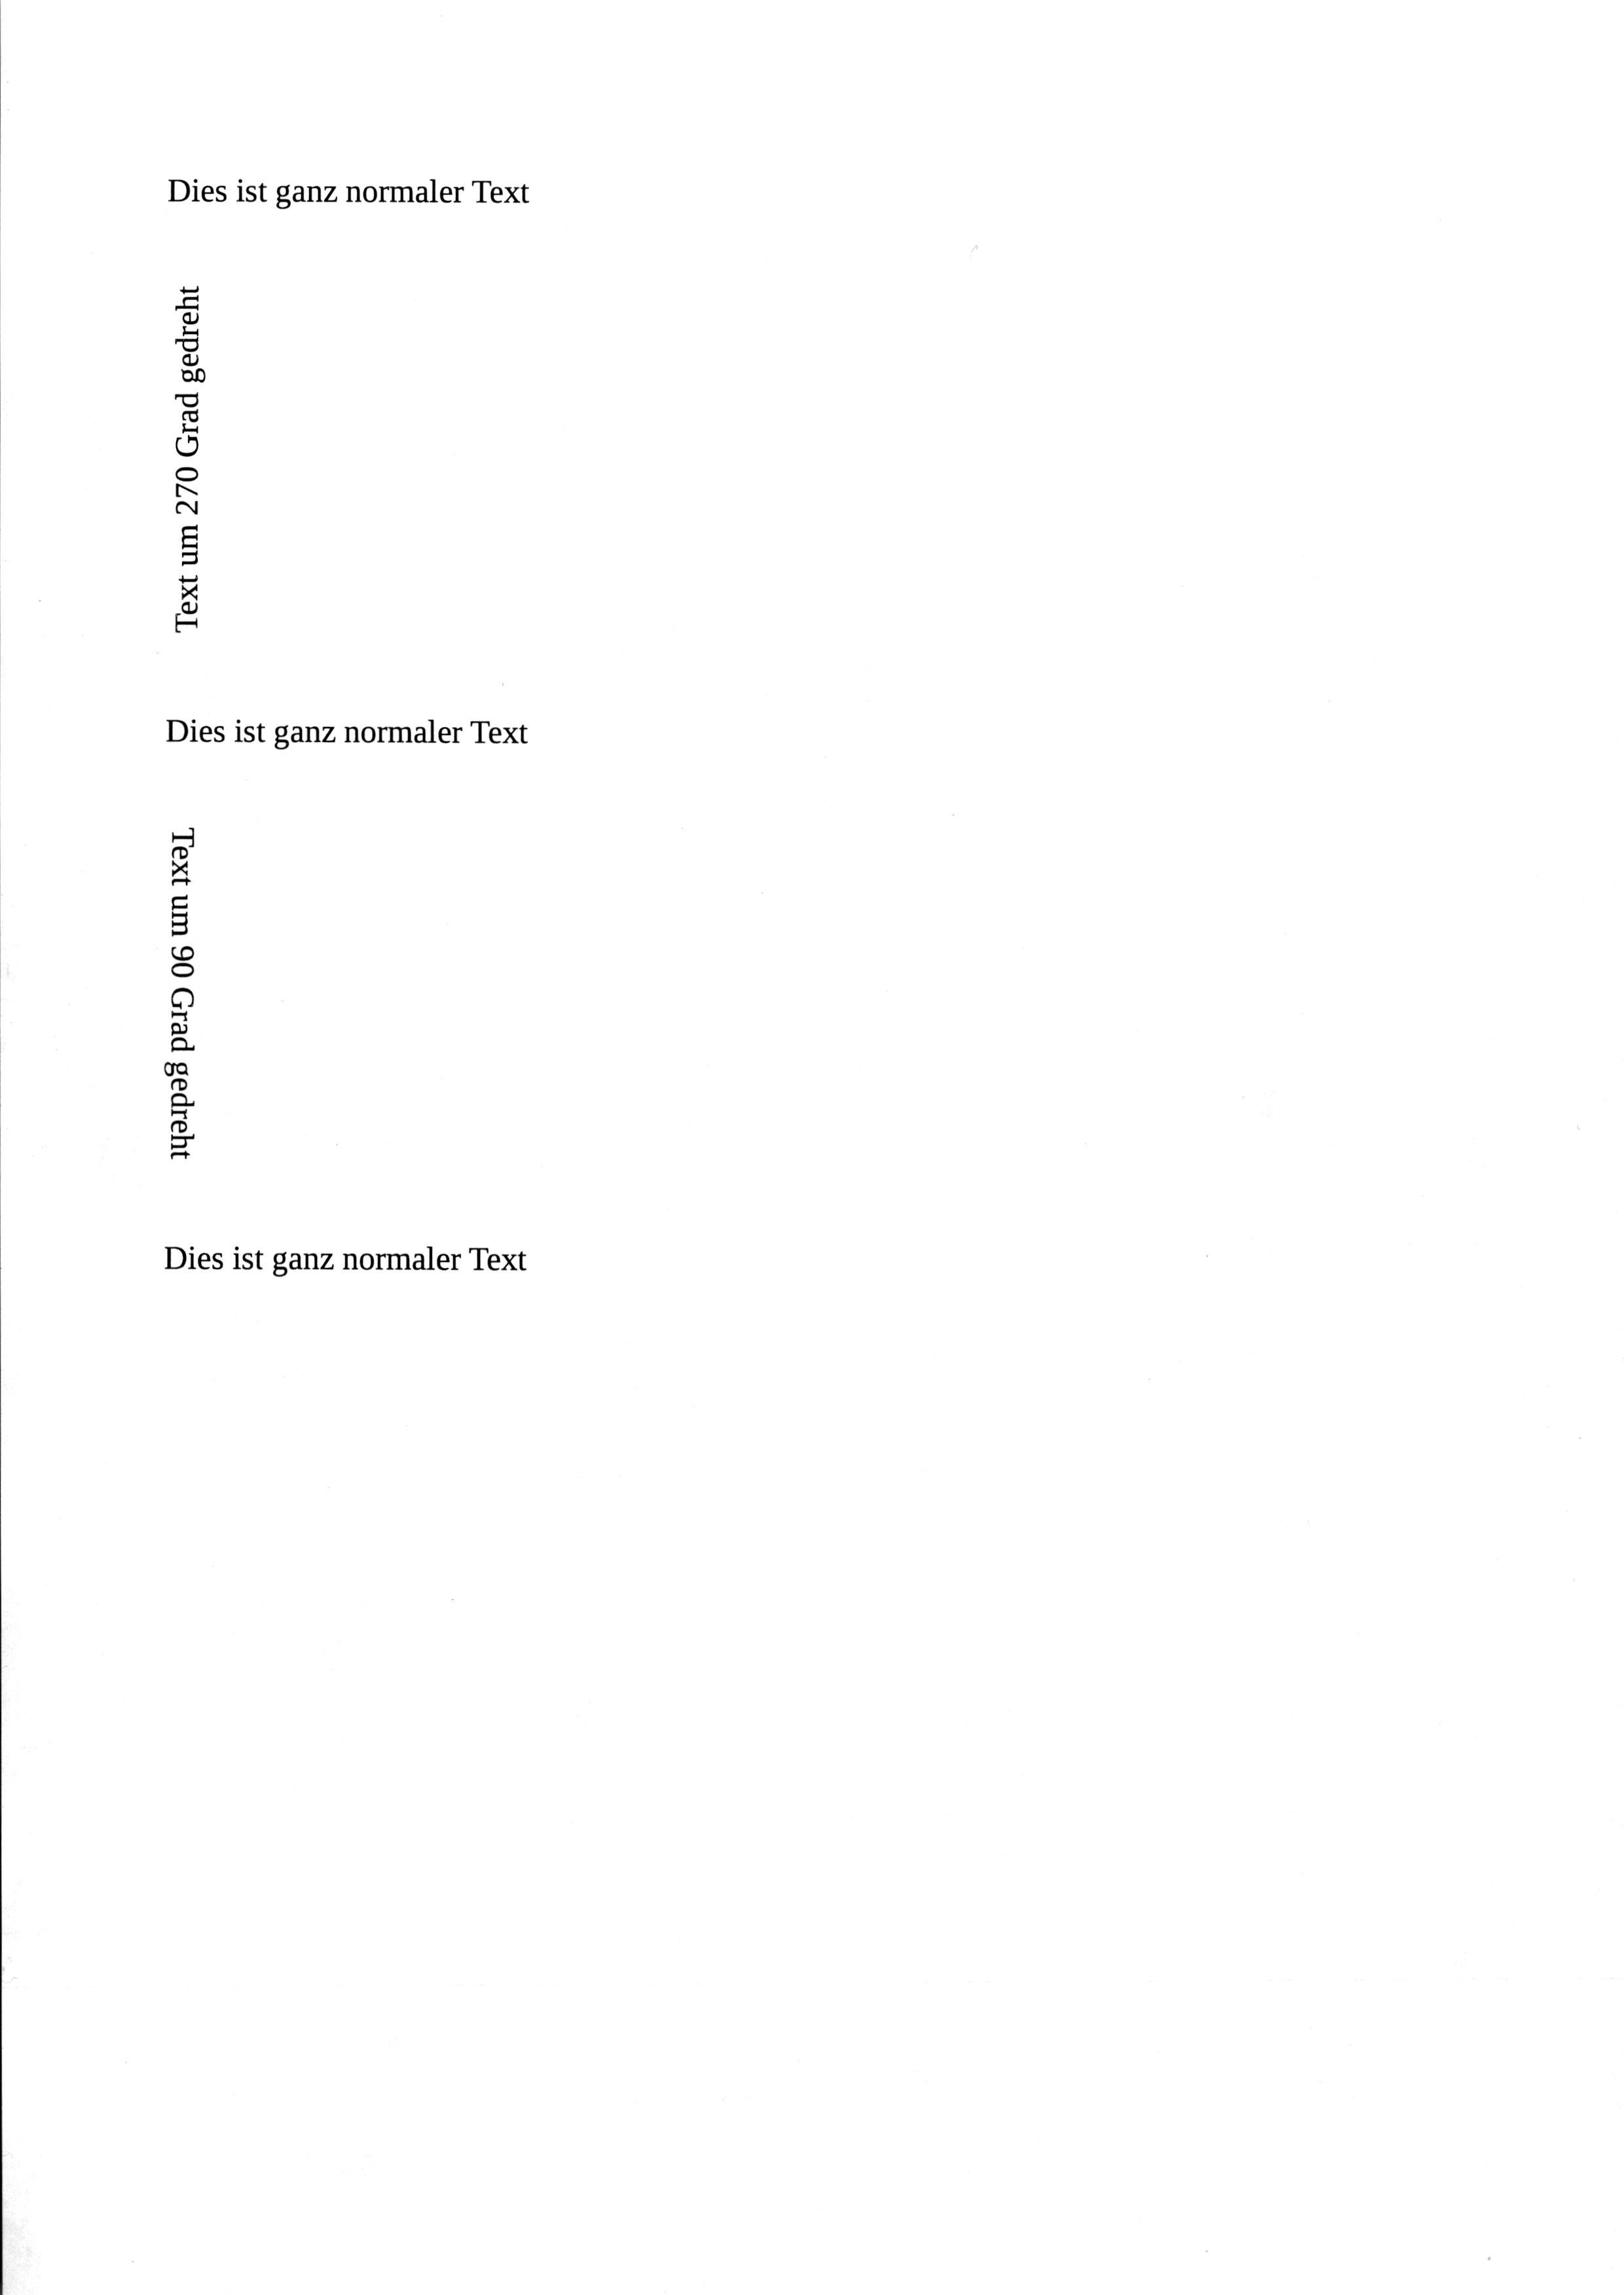 Dies ist ganz normaler Text
Text um 270 Grad gedreht
Dies ist ganz normaler Text
Text um 90 Grad gedreht
Dies ist ganz normaler Text